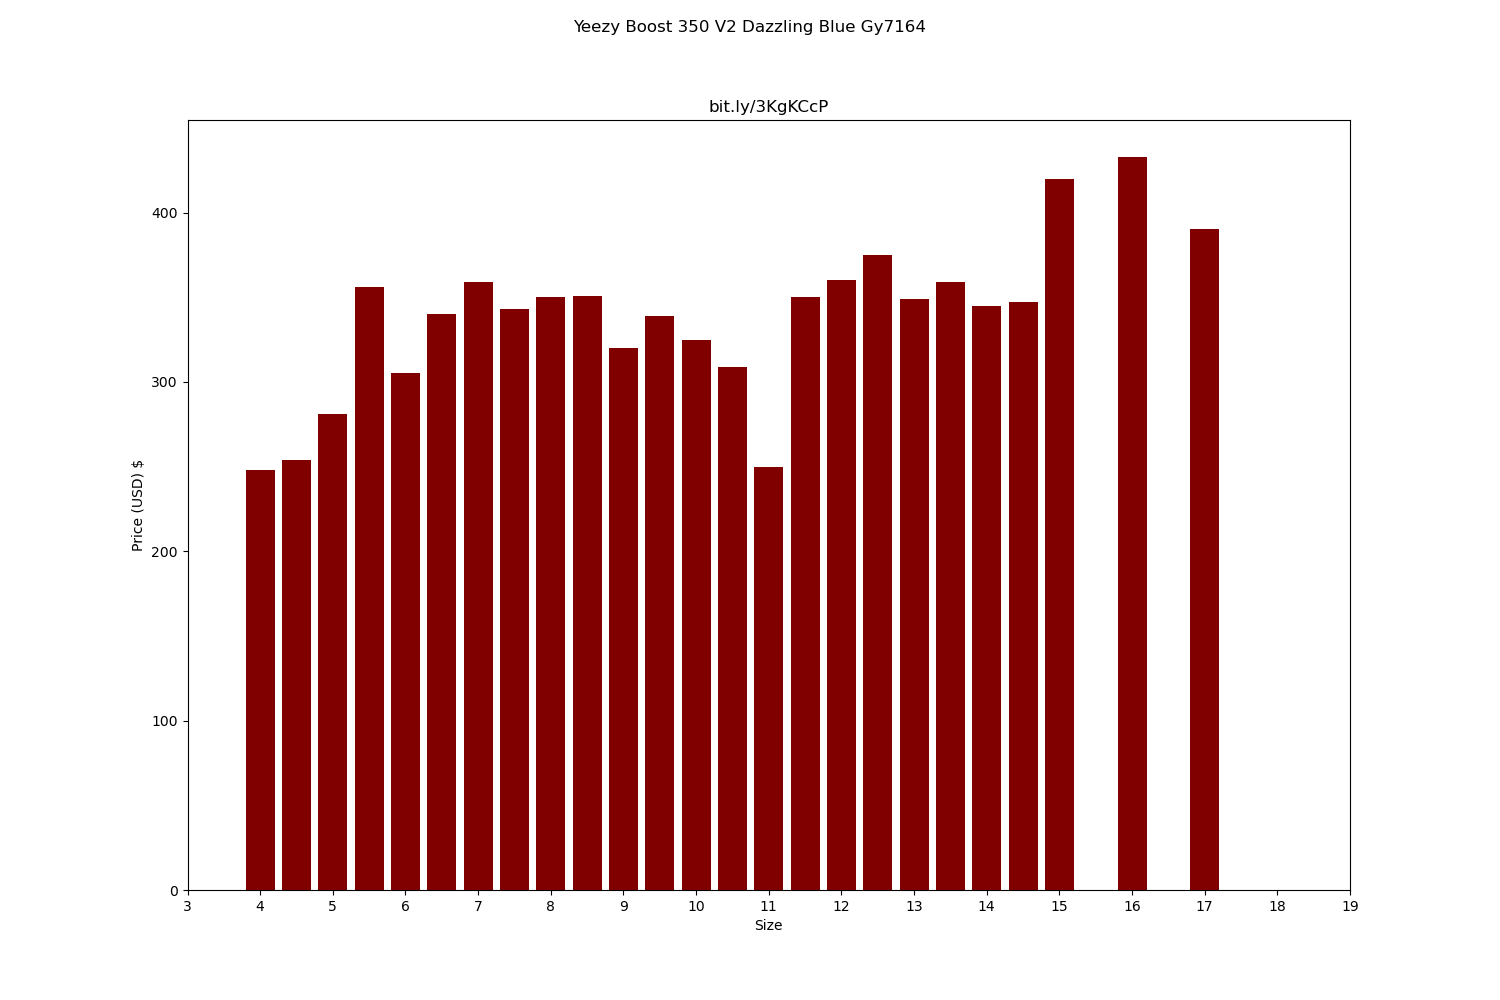 Yeezy Boost 350 V2 Dazzling Blue Gy7164
bit.ly/3KgKCcP
Price (USD) $
400
300
200
100
0
3 4 5 6 7 8 9 10 11 12 13 14 15 16 17 18 19
Size